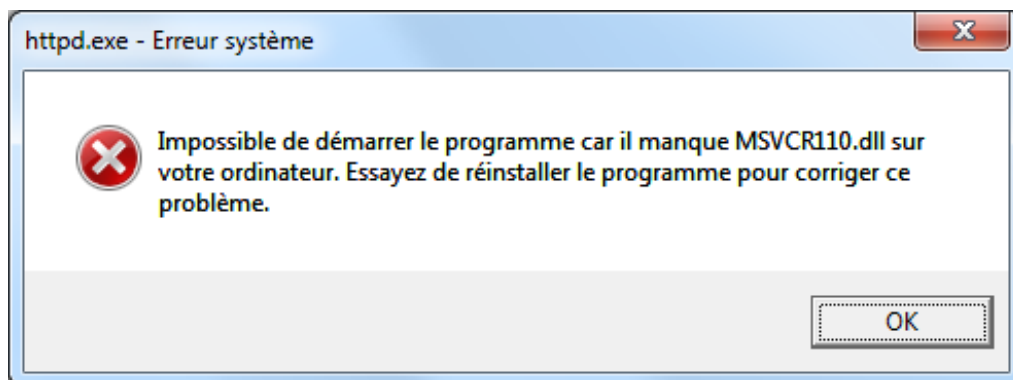 httpd.exe - Erreur système
Impossible de démarrer le programme car il manque MSVCR110.dll sur
votre ordinateur. Essayez de réinstaller le programme pour corriger ce
problème.
OK